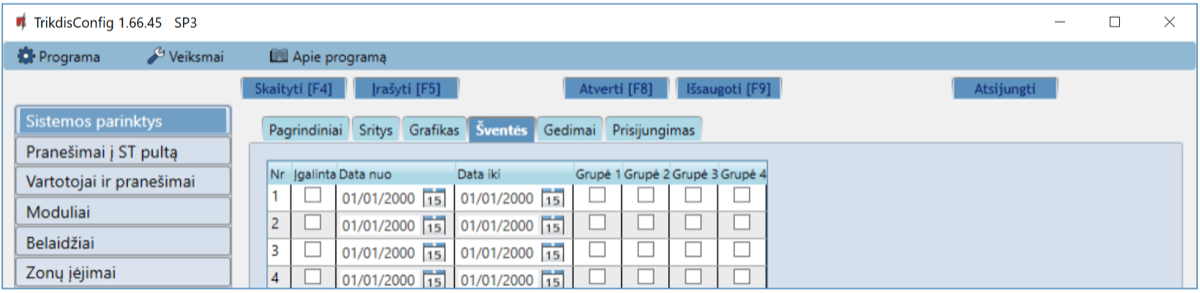 TrikdisConfig 1.66.45 SP3
Programa Veiksmai Apie programą
Skaityti [F4] Įrašyti [F5] Atverti [F8] Išsaugoti [F9] Atsijungti
Sistemos parinktys
Pranešimai į ST pultą
Vartotojai ir pranešimai
Moduliai
Belaidžiai
Zonų įėjimai
Pagrindiniai Sritys Grafikas Šventės Gedimai Prisijungimas
Nr Įgalinta Data nuo Data iki Grupė 1 Grupė 2 Grupė 3 Grupė 4
1 01/01/2000 15 01/01/2000 15
2 01/01/2000 15 01/01/2000 15
3 01/01/2000 15 01/01/2000 15
4 01/01/2000 15 01/01/2000 15